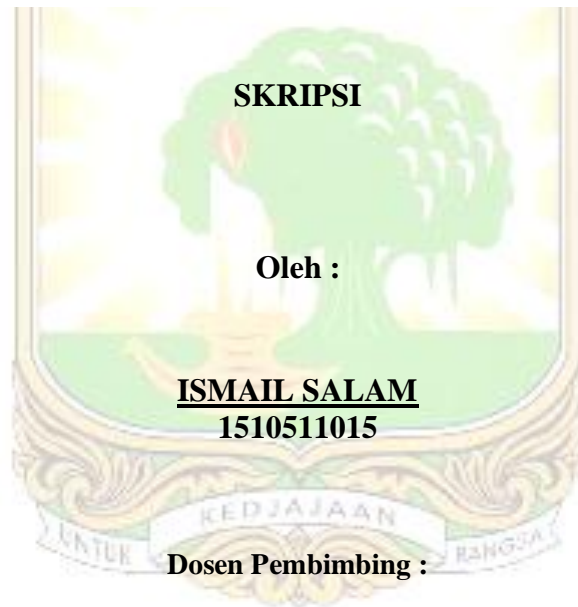 SKRIPSI
Oleh :
ISMAIL SALAM
1510511015
UNTUK KEDJAJAAN BANGSA
Dosen Pembimbing :